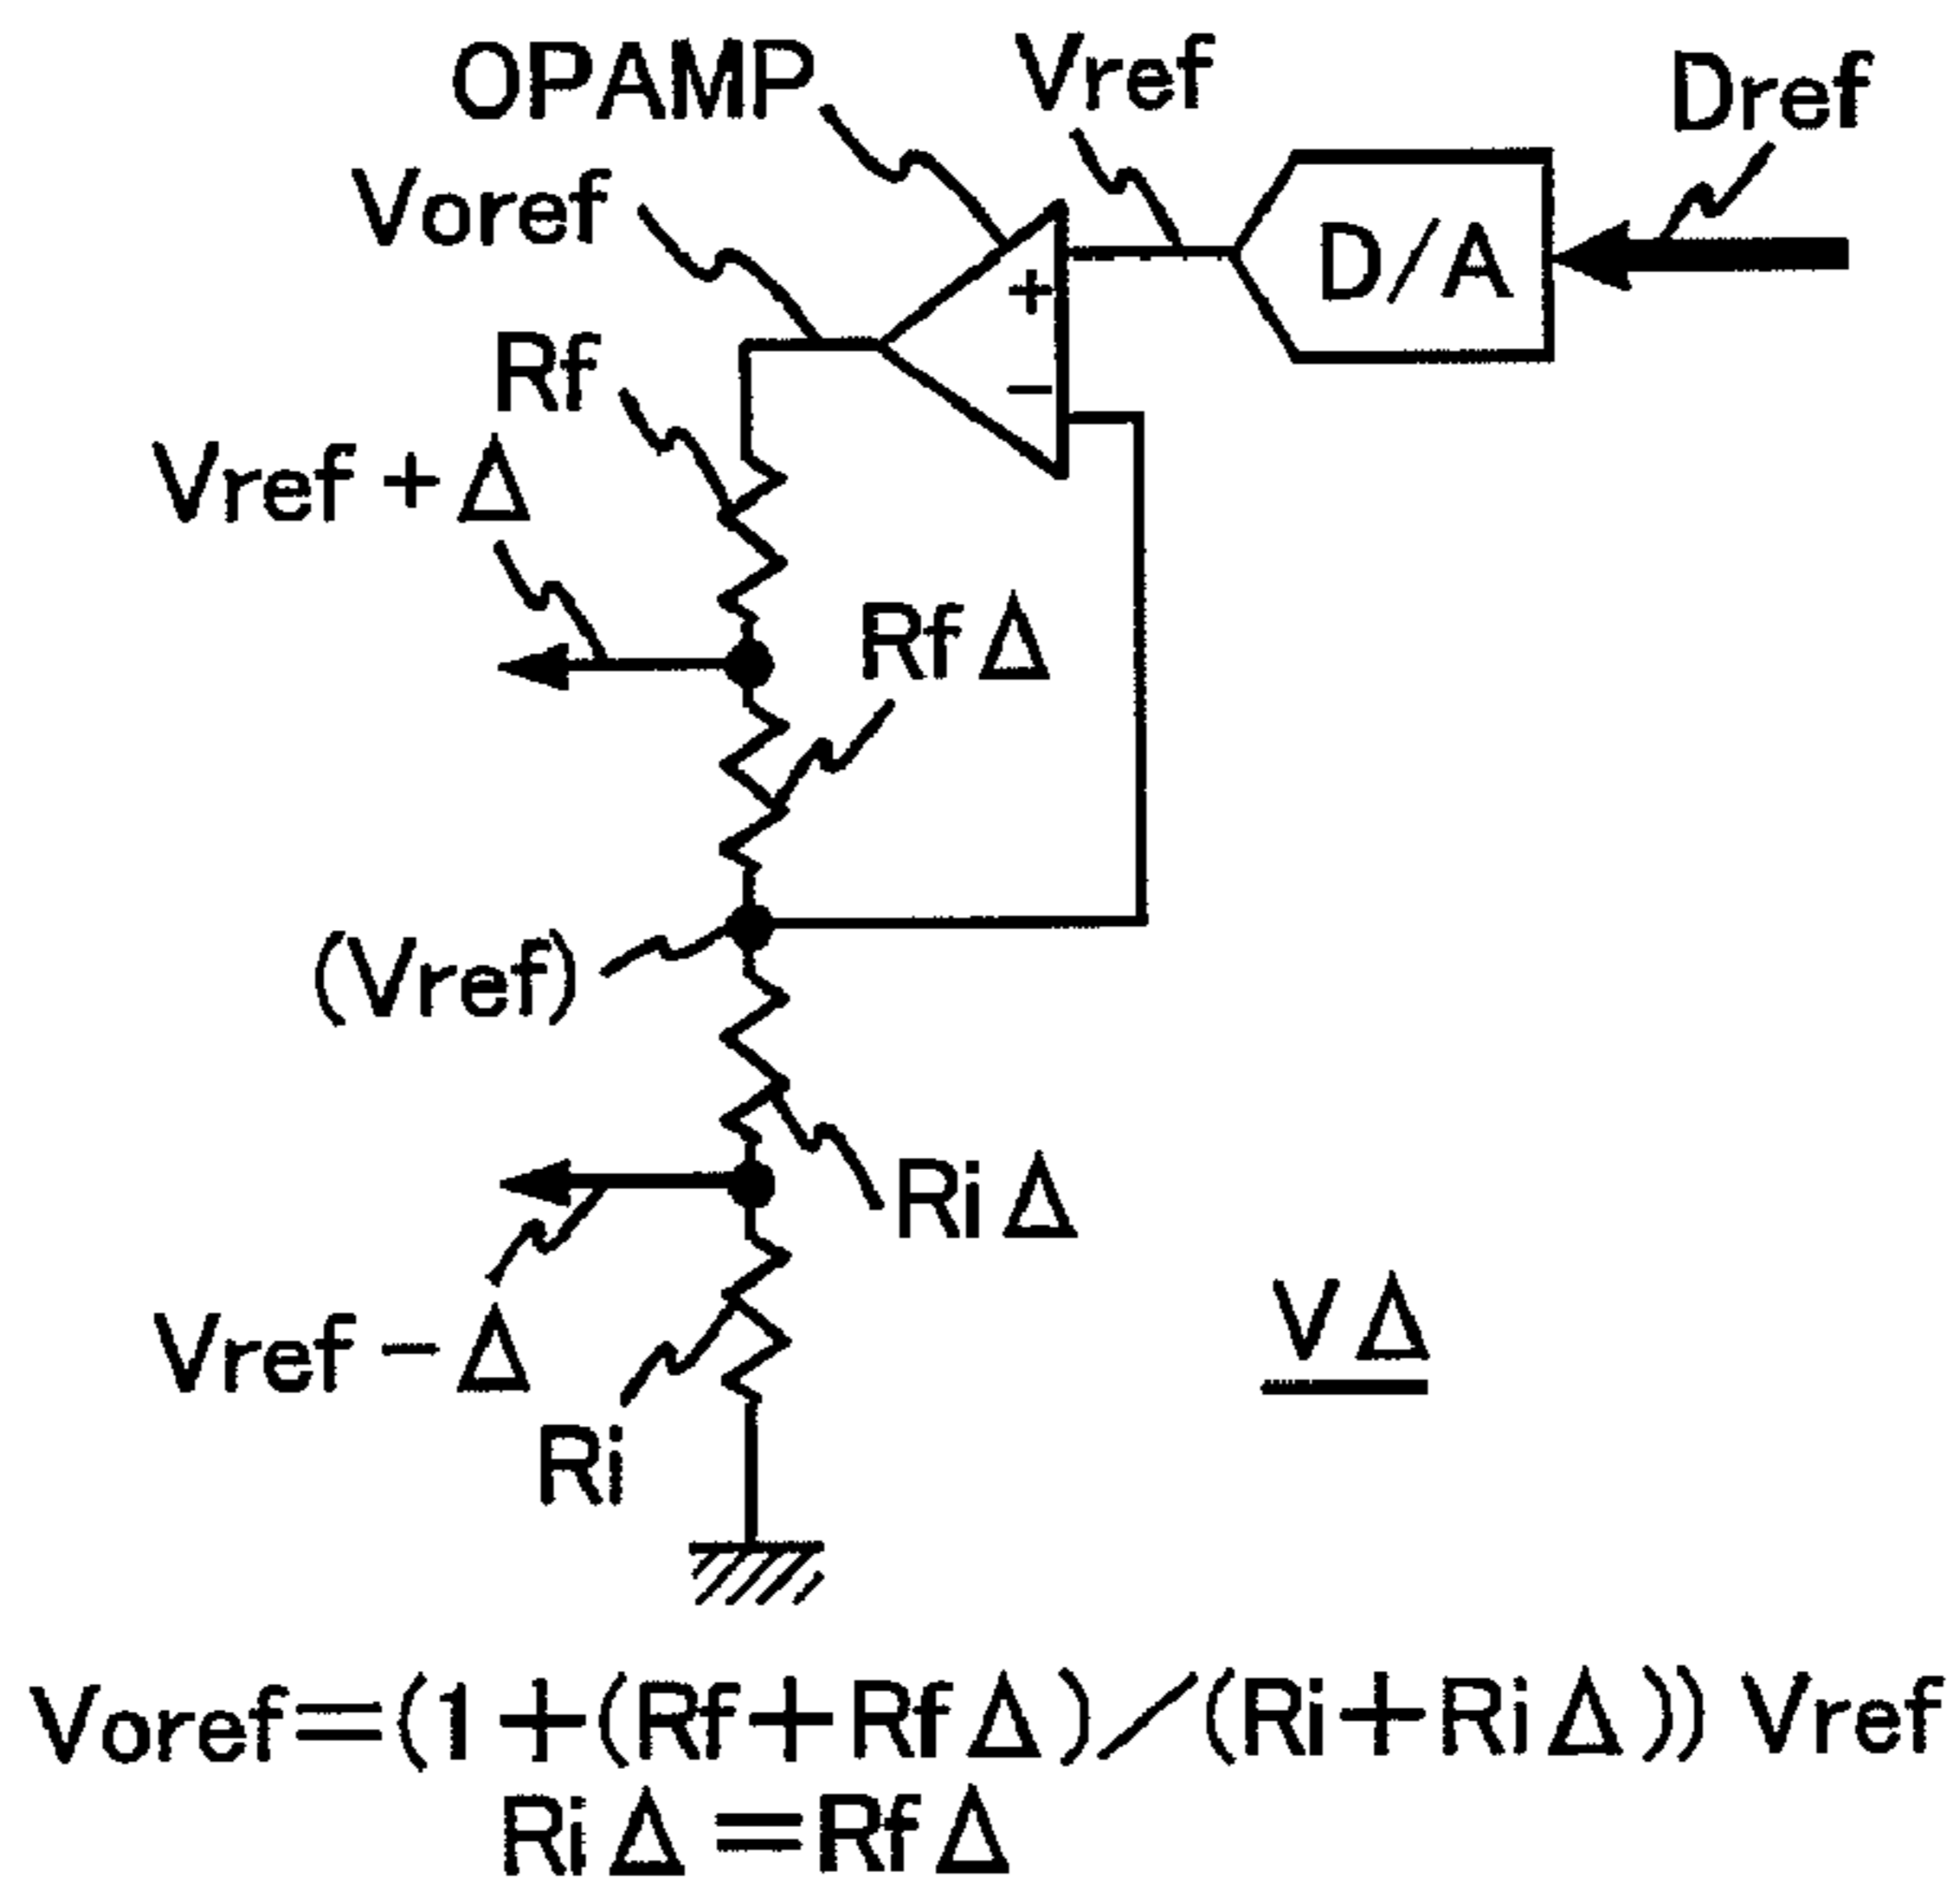 OPAMP
Vref
Dref
Voref
D/A
+
Rf
−
Vref+Δ
RfΔ
(Vref)
RiΔ
Vref−Δ
VΔ
Ri
Voref=(1+(Rf+RfΔ)/(Ri+RiΔ)) Vref
RiΔ=RfΔ